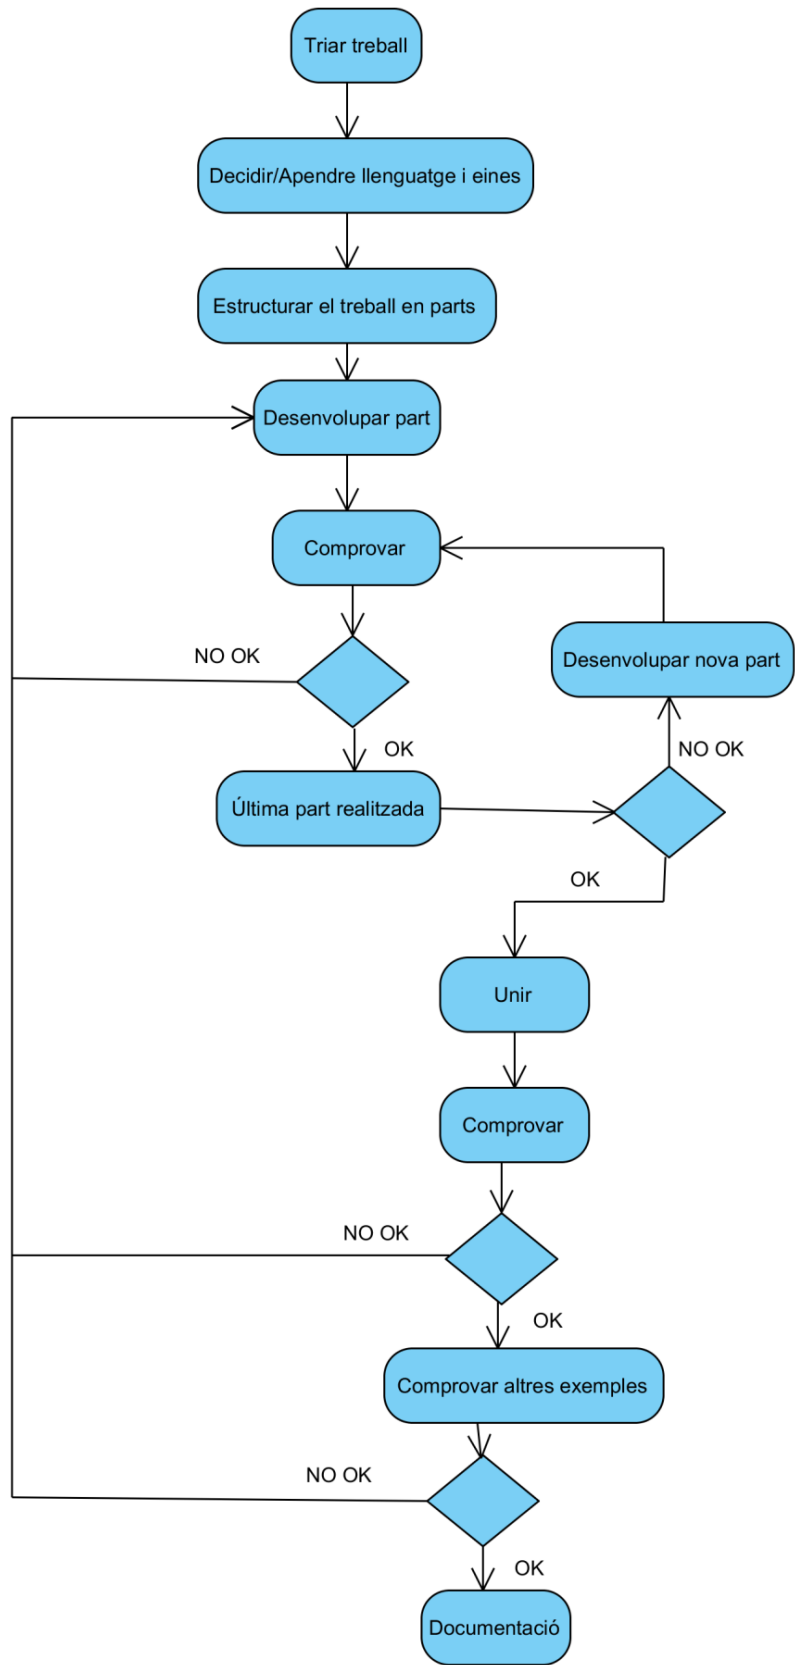 Triar treball
Decidir/Apendre llenguatge i eines
Estructurar el treball en parts
Desenvolupar part
Comprovar
NO OK
Desenvolupar nova part
OK
NO OK
Última part realitzada
OK
Unir
Comprovar
NO OK
OK
Comprovar altres exemples
NO OK
OK
Documentació